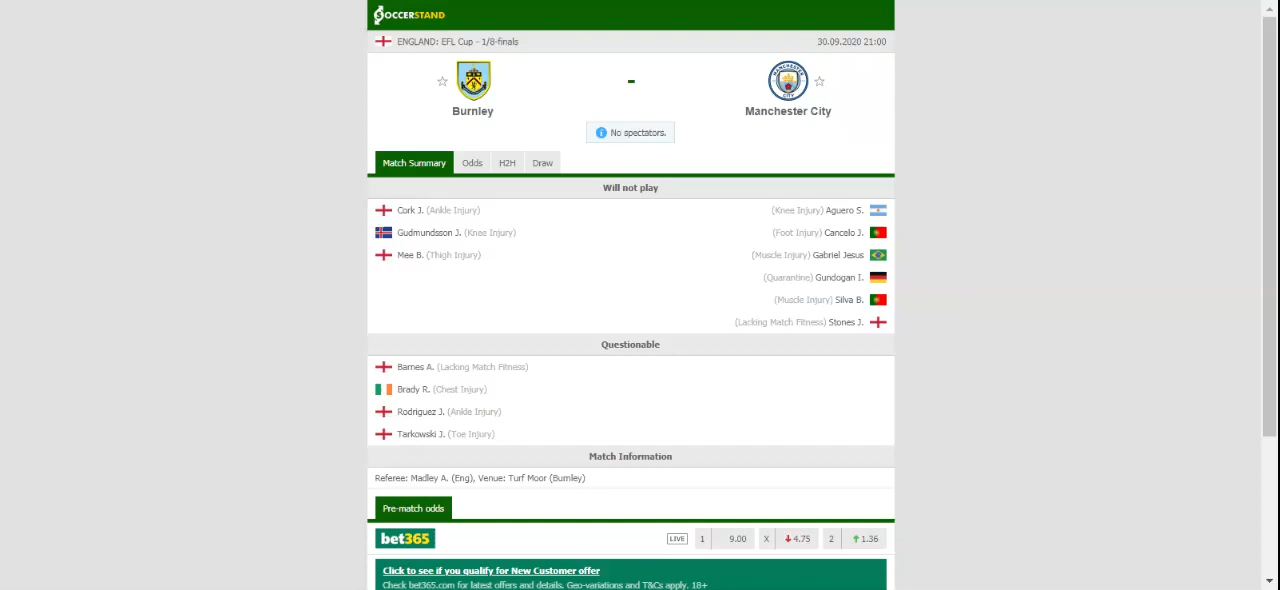 SOCCERSTAND
ENGLAND: EFL Cup - 1/8-finals 30.09.2020 21:00
-
Burnley Manchester City
No spectators.
Match Summary Odds H2H Draw
Will not play
Cork J. (Ankle Injury) (Knee Injury) Aguero S.
Gudmundsson J. (Knee Injury) (Foot Injury) Cancelo J.
Mee B. (Thigh Injury) (Muscle Injury) Gabriel Jesus
(Quarantine) Gundogan I.
(Muscle Injury) Silva B.
(Lacking Match Fitness) Stones J.
Questionable
Barnes A. (Lacking Match Fitness)
Brady R. (Chest Injury)
Rodriguez J. (Ankle Injury)
Tarkowski J. (Toe Injury)
Match Information
Referee: Madley A. (Eng), Venue: Turf Moor (Burnley)
Pre-match odds
bet365 LIVE 1 9.00 X 4.75 2 1.36
Click to see if you qualify for New Customer offer
Check bet365.com for latest offers and details. Geo-variations and T&Cs apply. 18+